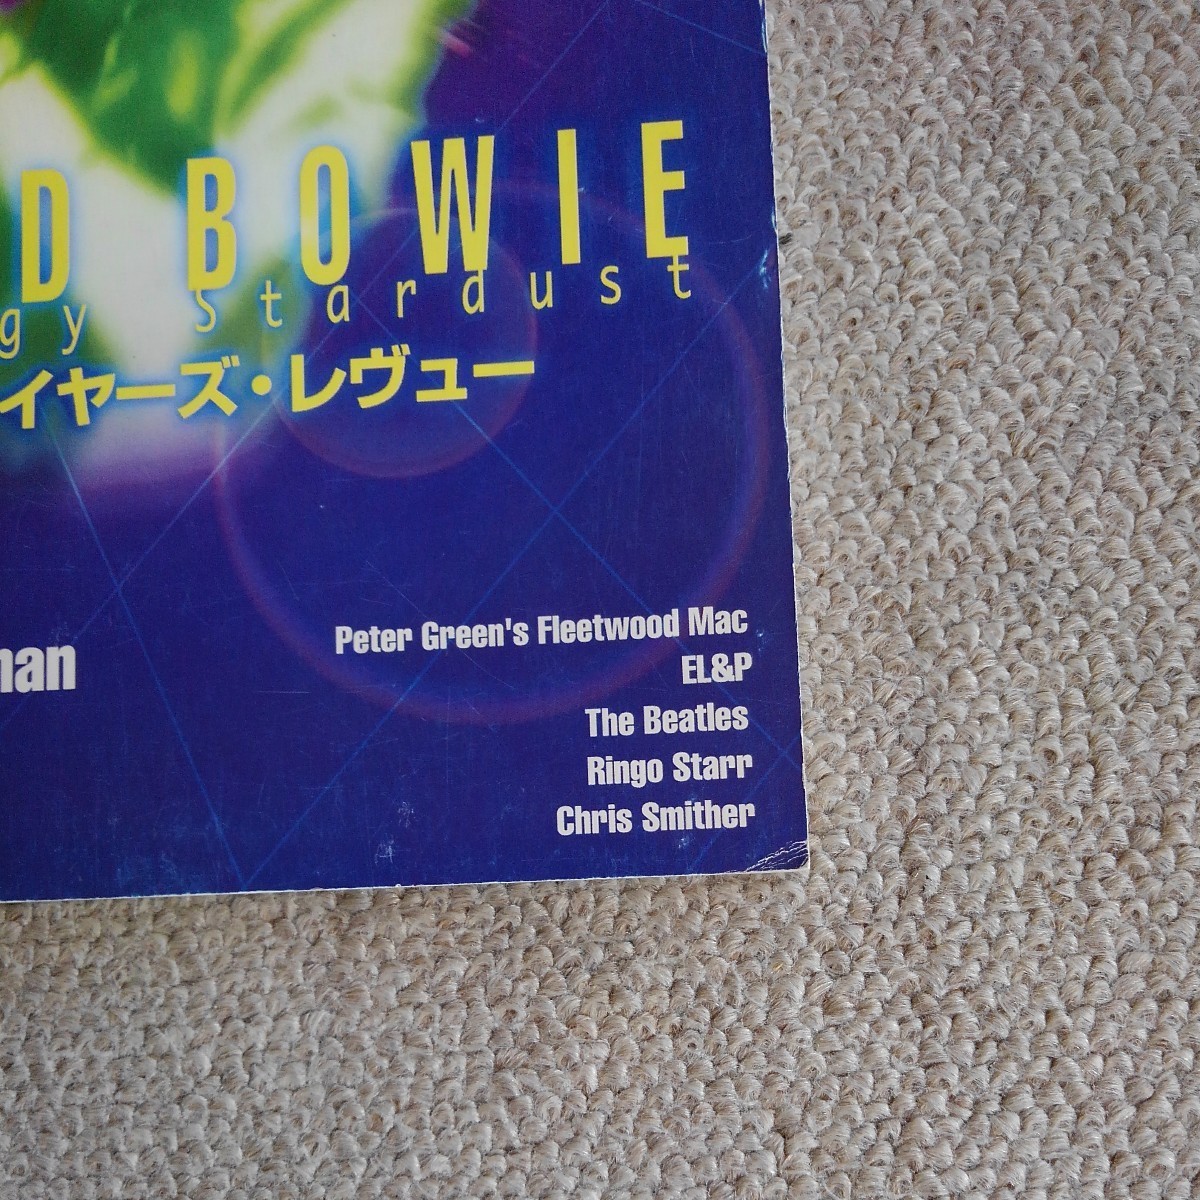 D BOWIE
gy Stardust
イヤーズ・レヴュー
man
Peter Green's Fleetwood Mac
EL&P
The Beatles
Ringo Starr
Chris Smither